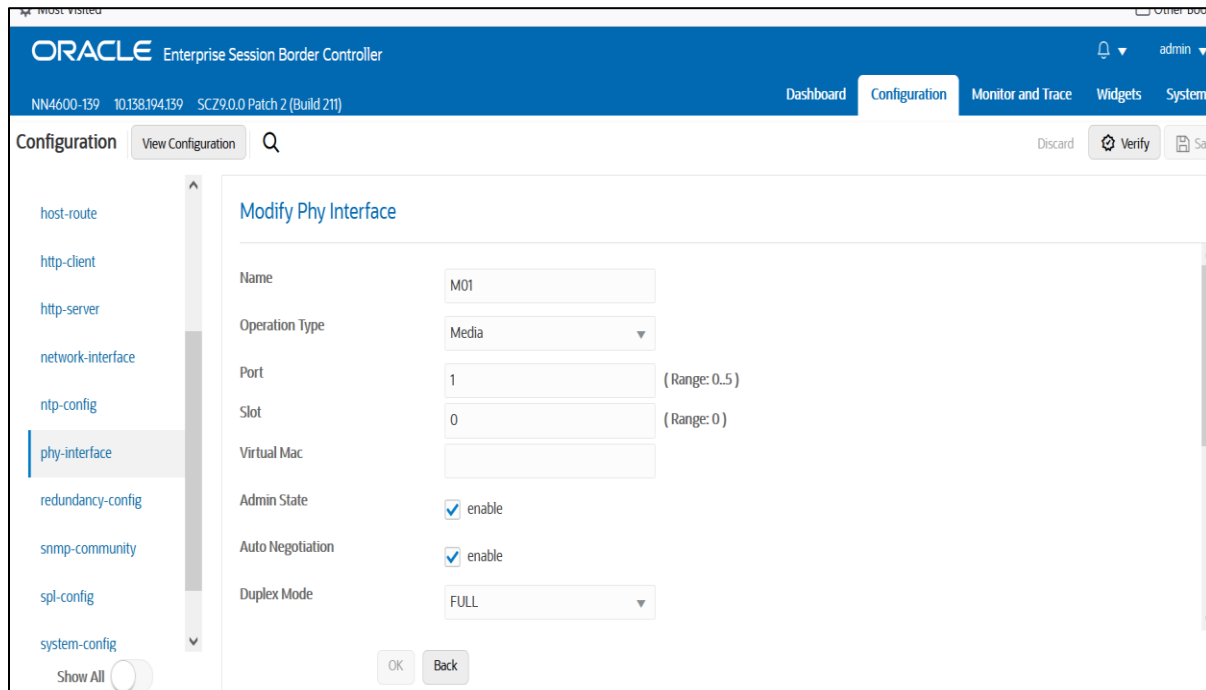 Most Visited
ORACLE Enterprise Session Border Controller
admin
NN4600-139 10.138.194.139 SCZ9.0.0 Patch 2 (Build 211)
Dashboard Configuration Monitor and Trace Widgets System
Configuration View Configuration
Discard Verify
host-route
http-client
http-server
network-interface
ntp-config
phy-interface
redundancy-config
snmp-community
spl-config
system-config
Show All
Modify Phy Interface
Name M01
Operation Type Media
Port 1 ( Range: 0..5 )
Slot 0 ( Range: 0 )
Virtual Mac
Admin State enable
Auto Negotiation enable
Duplex Mode FULL
OK Back